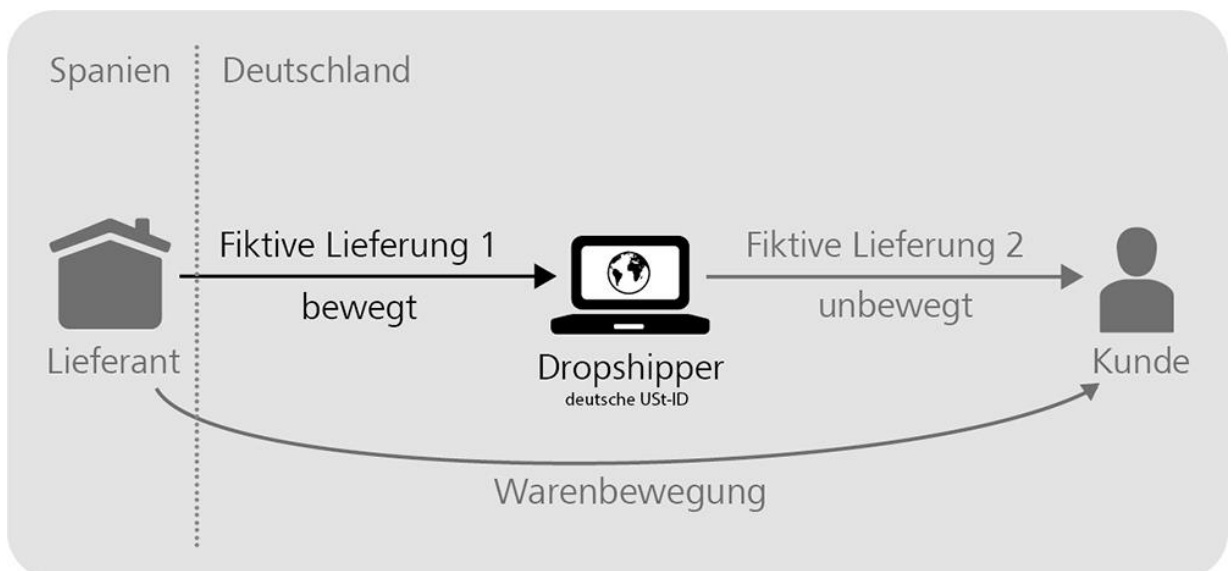 Spanien
Deutschland
Fiktive Lieferung 1
bewegt
Fiktive Lieferung 2
unbewegt
Lieferant
Dropshipper
deutsche USt-ID
Kunde
Warenbewegung